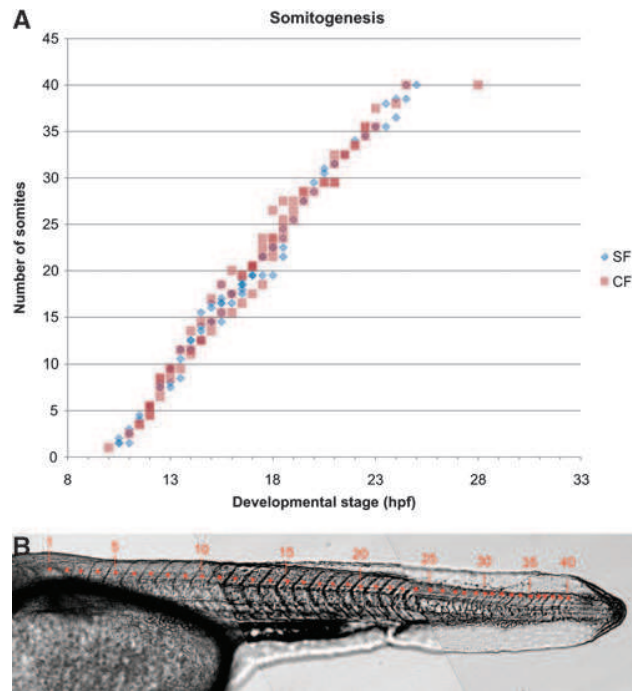 A
Somitogenesis
45
40
35
30
25
20
15
10
5
0
Number of somites
8 13 18 23 28 33
Developmental stage (hpf)
SF
CF
B
1 5 10 15 20 25 30 35 40